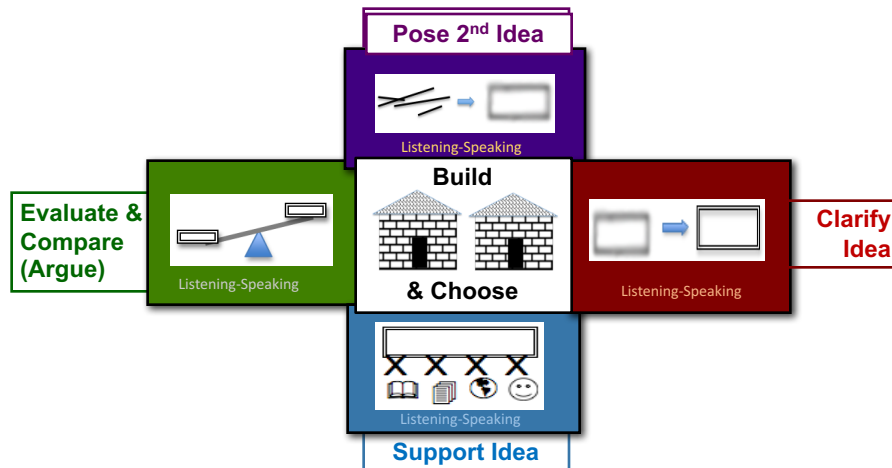 Pose 2nd Idea
Listening-Speaking
Build
Evaluate &
Compare
(Argue)
Listening-Speaking
Clarify
Idea
Listening-Speaking
& Choose
X X X X
Listening-Speaking
Support Idea